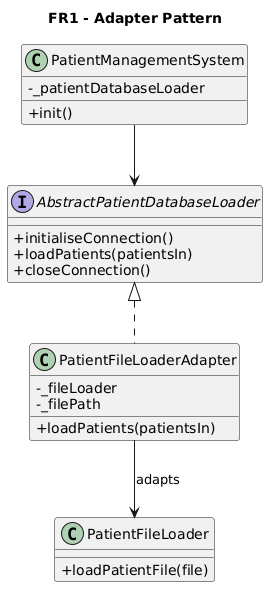 FR1 - Adapter Pattern
C PatientManagementSystem
-_patientDatabaseLoader
+init()
I AbstractPatientDatabaseLoader
+initialiseConnection()
+loadPatients(patientsIn)
+closeConnection()
C PatientFileLoaderAdapter
-_fileLoader
-_filePath
+loadPatients(patientsIn)
adapts
C PatientFileLoader
+loadPatientFile(file)